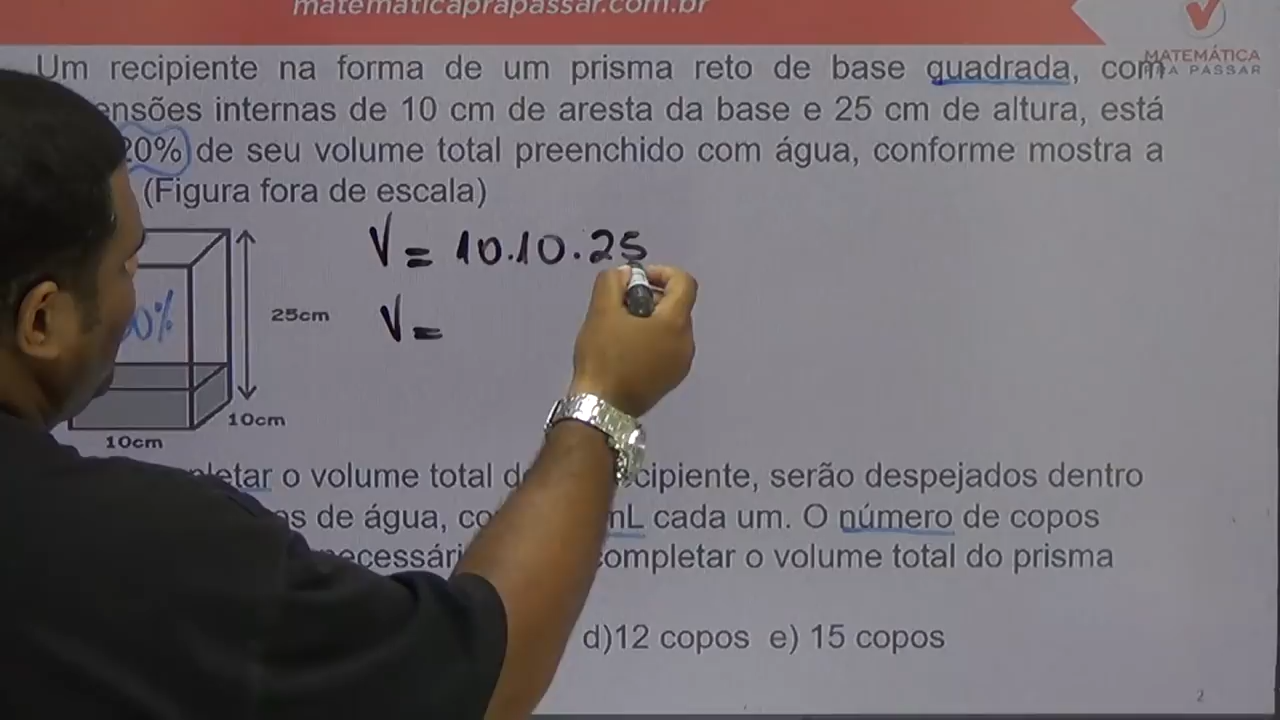 matematicaprapassar.com.br
MATEMÁTICA
PRA PASSAR
Um recipiente na forma de um prisma reto de base quadrada, com
ensões internas de 10 cm de aresta da base e 25 cm de altura, está
20% de seu volume total preenchido com água, conforme mostra a
(Figura fora de escala)
V = 10.10.25
25cm
0%
V =
10cm
10cm
pletar o volume total de cipiente, serão despejados dentro
s de água, co mL cada um. O número de copos
necessári completar o volume total do prisma
d)12 copos e) 15 copos
2